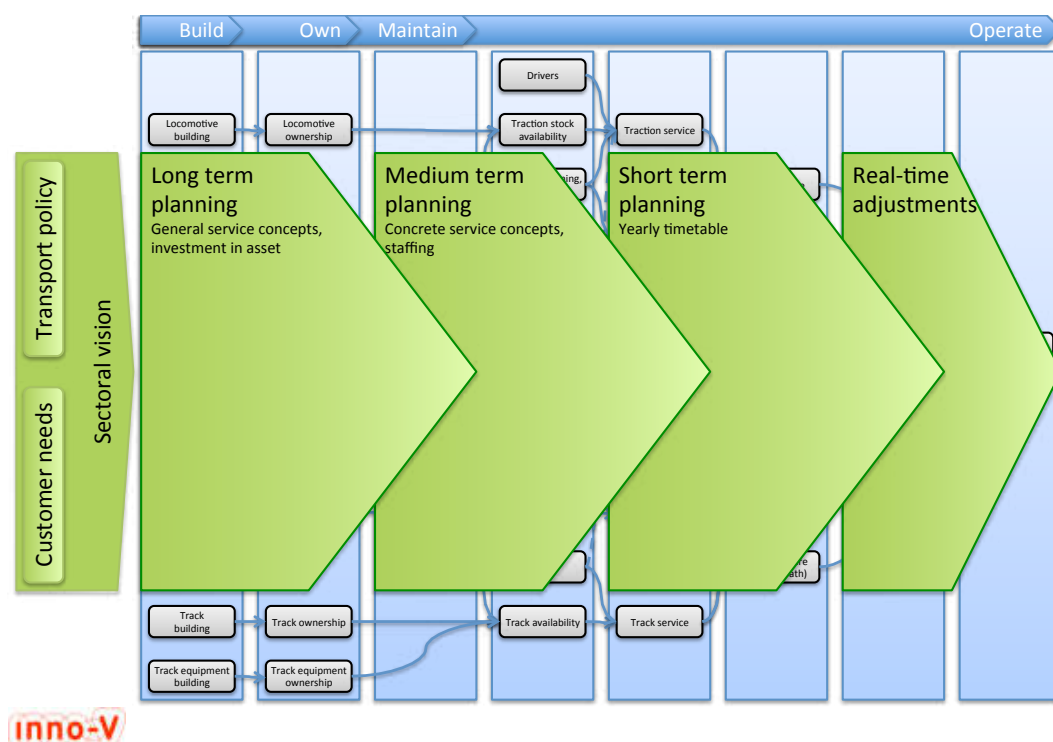 Build
Own
Maintain
Operate
Drivers
Locomotive
building
Locomotive
ownership
Traction stock
availability
Traction service
Transport policy
Customer needs
Sectoral vision
Long term
planning
General service concepts,
investment in asset
Medium term
planning
Concrete service concepts,
staffing
Short term
planning
Yearly timetable
Real-time
adjustments
Track
building
Track ownership
Track availability
Track service
Track equipment
building
Track equipment
ownership
inno-V